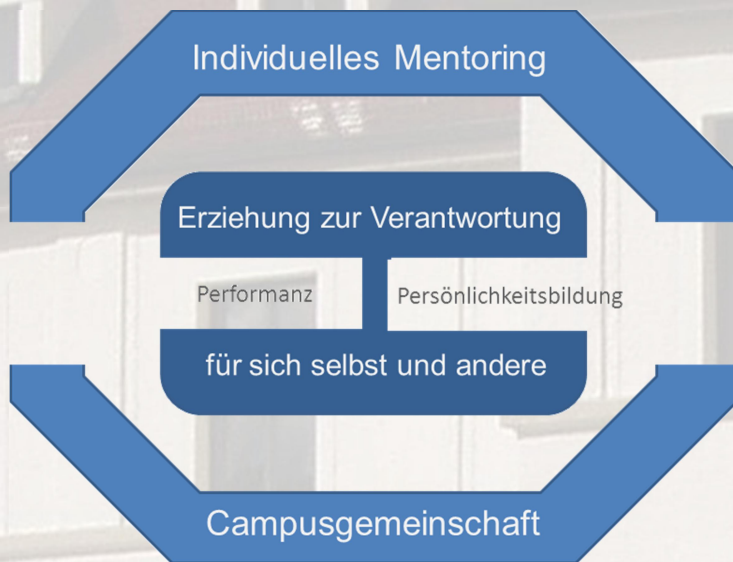 Individuelles Mentoring
Erziehung zur Verantwortung
Performanz
Persönlichkeitsbildung
für sich selbst und andere
Campusgemeinschaft